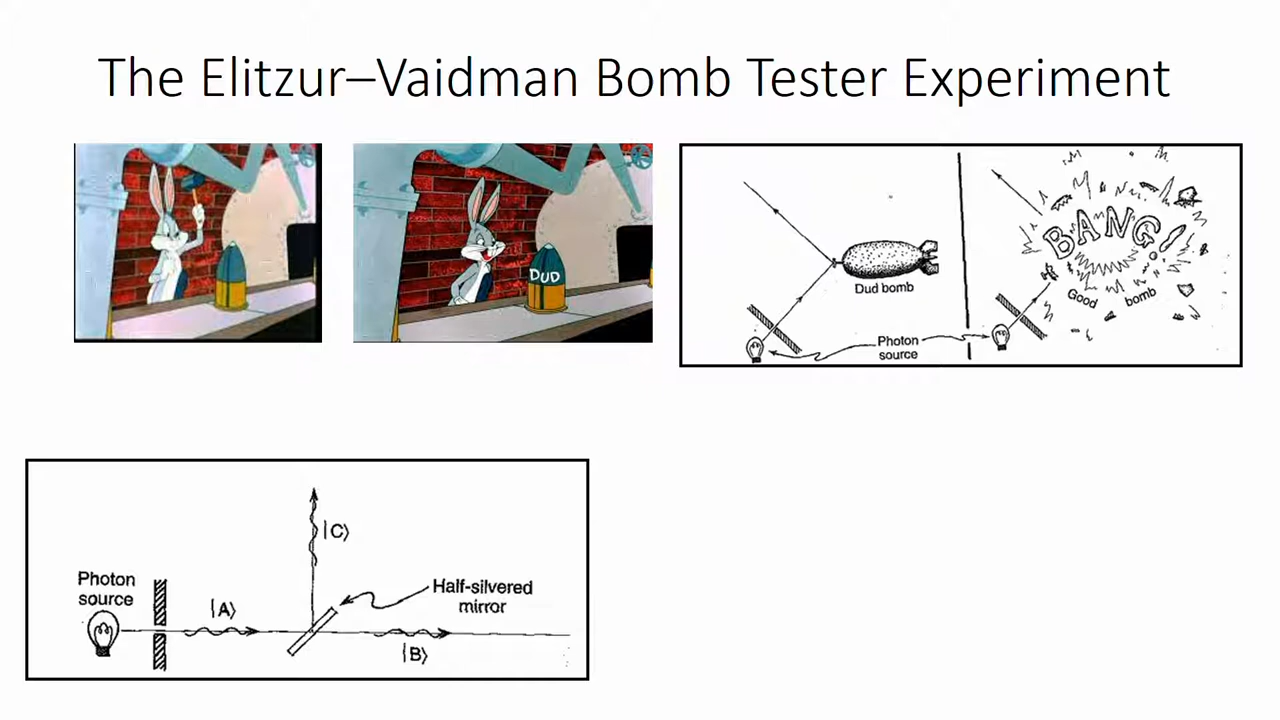 The Elitzur–Vaidman Bomb Tester Experiment
DUD
Dud bomb
Photon
source
BANG!
Good bomb
|C⟩
Photon
source
|A⟩
Half-silvered
mirror
|B⟩